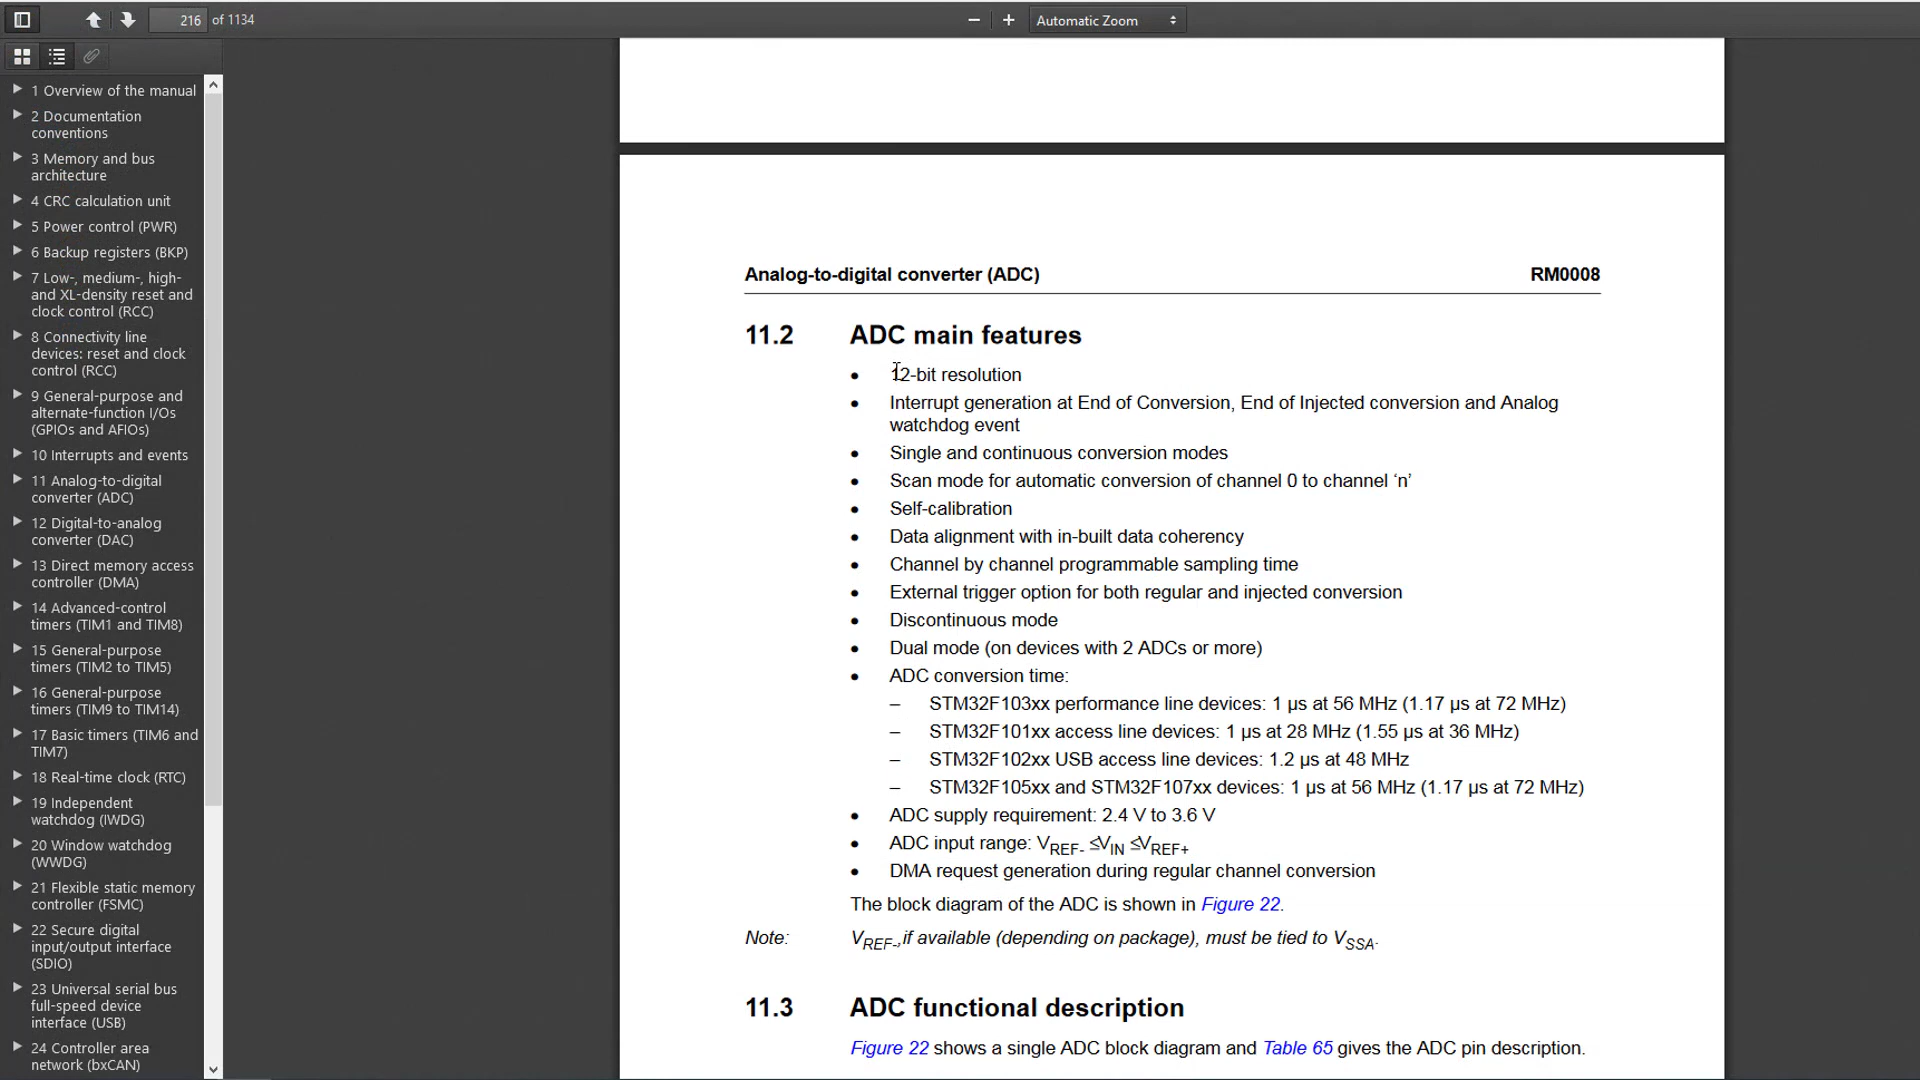 216 of 1134
Automatic Zoom
1 Overview of the manual
2 Documentation
conventions
3 Memory and bus
architecture
4 CRC calculation unit
5 Power control (PWR)
6 Backup registers (BKP)
7 Low-, medium-, high-
and XL-density reset and
clock control (RCC)
8 Connectivity line
devices: reset and clock
control (RCC)
9 General-purpose and
alternate-function I/Os
(GPIOs and AFIOs)
10 Interrupts and events
11 Analog-to-digital
converter (ADC)
12 Digital-to-analog
converter (DAC)
13 Direct memory access
controller (DMA)
14 Advanced-control
timers (TIM1 and TIM8)
15 General-purpose
timers (TIM2 to TIM5)
16 General-purpose
timers (TIM9 to TIM14)
17 Basic timers (TIM6 and
TIM7)
18 Real-time clock (RTC)
19 Independent
watchdog (IWDG)
20 Window watchdog
(WWDG)
21 Flexible static memory
controller (FSMC)
22 Secure digital
input/output interface
(SDIO)
23 Universal serial bus
full-speed device
interface (USB)
24 Controller area
network (bxCAN)
Analog-to-digital converter (ADC) RM0008
11.2 ADC main features
• 12-bit resolution
• Interrupt generation at End of Conversion, End of Injected conversion and Analog
watchdog event
• Single and continuous conversion modes
• Scan mode for automatic conversion of channel 0 to channel ‘n’
• Self-calibration
• Data alignment with in-built data coherency
• Channel by channel programmable sampling time
• External trigger option for both regular and injected conversion
• Discontinuous mode
• Dual mode (on devices with 2 ADCs or more)
• ADC conversion time:
– STM32F103xx performance line devices: 1 µs at 56 MHz (1.17 µs at 72 MHz)
– STM32F101xx access line devices: 1 µs at 28 MHz (1.55 µs at 36 MHz)
– STM32F102xx USB access line devices: 1.2 µs at 48 MHz
– STM32F105xx and STM32F107xx devices: 1 µs at 56 MHz (1.17 µs at 72 MHz)
• ADC supply requirement: 2.4 V to 3.6 V
• ADC input range: VREF- ≤VIN ≤VREF+
• DMA request generation during regular channel conversion
The block diagram of the ADC is shown in Figure 22.
Note: VREF-,if available (depending on package), must be tied to VSSA.
11.3 ADC functional description
Figure 22 shows a single ADC block diagram and Table 65 gives the ADC pin description.